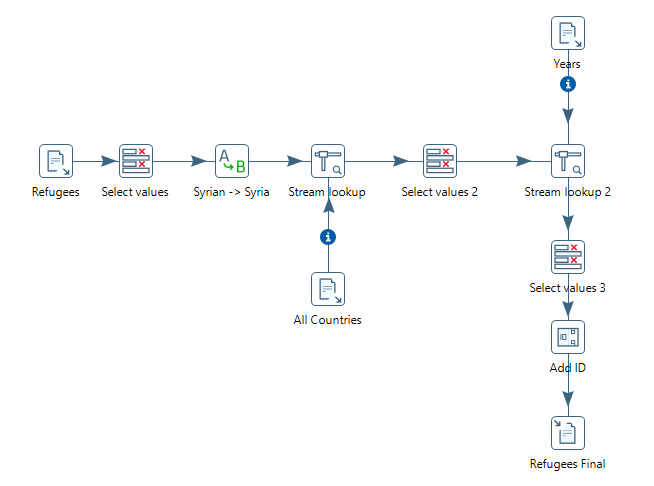 Years
Refugees
Select values
Syrian -> Syria
Stream lookup
Select values 2
Stream lookup 2
All Countries
Select values 3
Add ID
Refugees Final